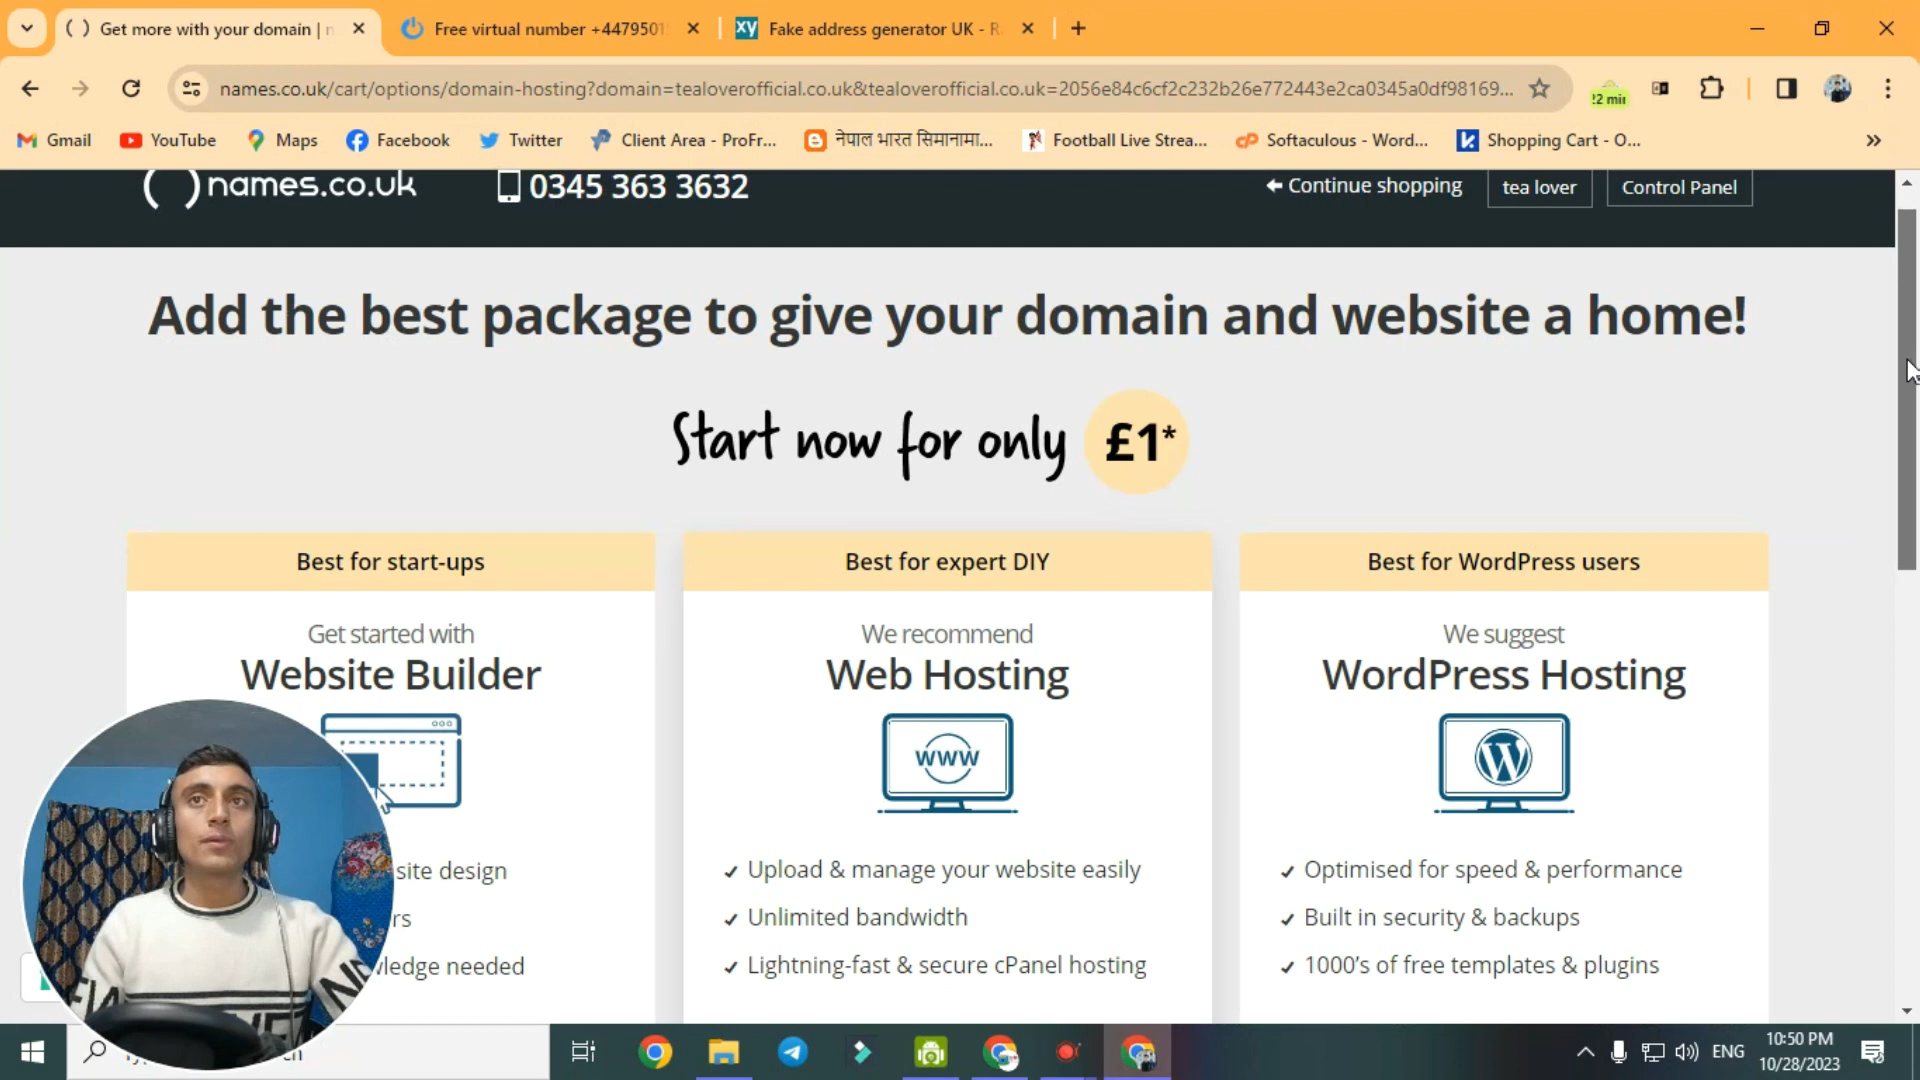 Get more with your domain | n
Free virtual number +4479501
Fake address generator UK - R
names.co.uk/cart/options/domain-hosting?domain=tealoverofficial.co.uk&tealoverofficial.co.uk=2056e84c6cf2c232b26e772443e2ca0345a0df98169...
Gmail
YouTube
Maps
Facebook
Twitter
Client Area - ProFr...
नेपाल भारत सिमानामा...
Football Live Strea...
Softaculous - Word...
Shopping Cart - O...
names.co.uk
0345 363 3632
Continue shopping
tea lover
Control Panel
Add the best package to give your domain and website a home!
Start now for only £1*
Best for start-ups
Get started with
Website Builder
site design
rs
ledge needed
Best for expert DIY
We recommend
Web Hosting
www
Upload & manage your website easily
Unlimited bandwidth
Lightning-fast & secure cPanel hosting
Best for WordPress users
We suggest
WordPress Hosting
Optimised for speed & performance
Built in security & backups
1000's of free templates & plugins
ENG
10:50 PM
10/28/2023